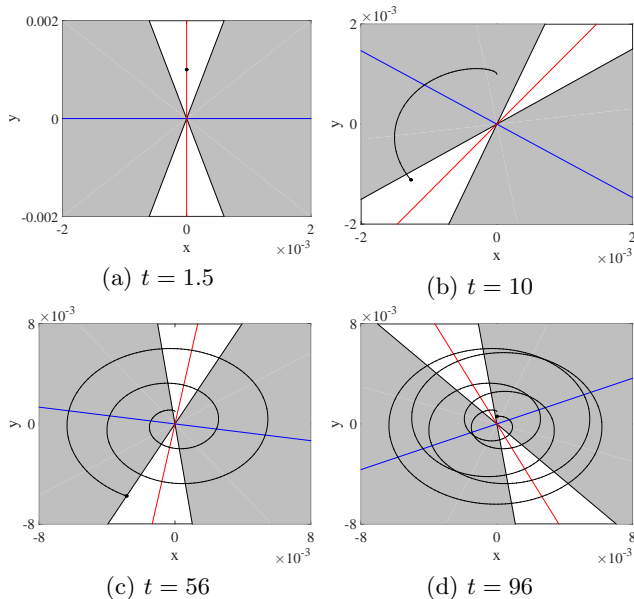 0.002
0
-0.002
y
-2
0
2
x
×10⁻³
(a) t = 1.5
×10⁻³
2
0
-2
y
-2
0
2
x
×10⁻³
(b) t = 10
×10⁻³
8
0
-8
y
-8
0
8
x
×10⁻³
(c) t = 56
×10⁻³
8
0
-8
y
-8
0
8
x
×10⁻³
(d) t = 96